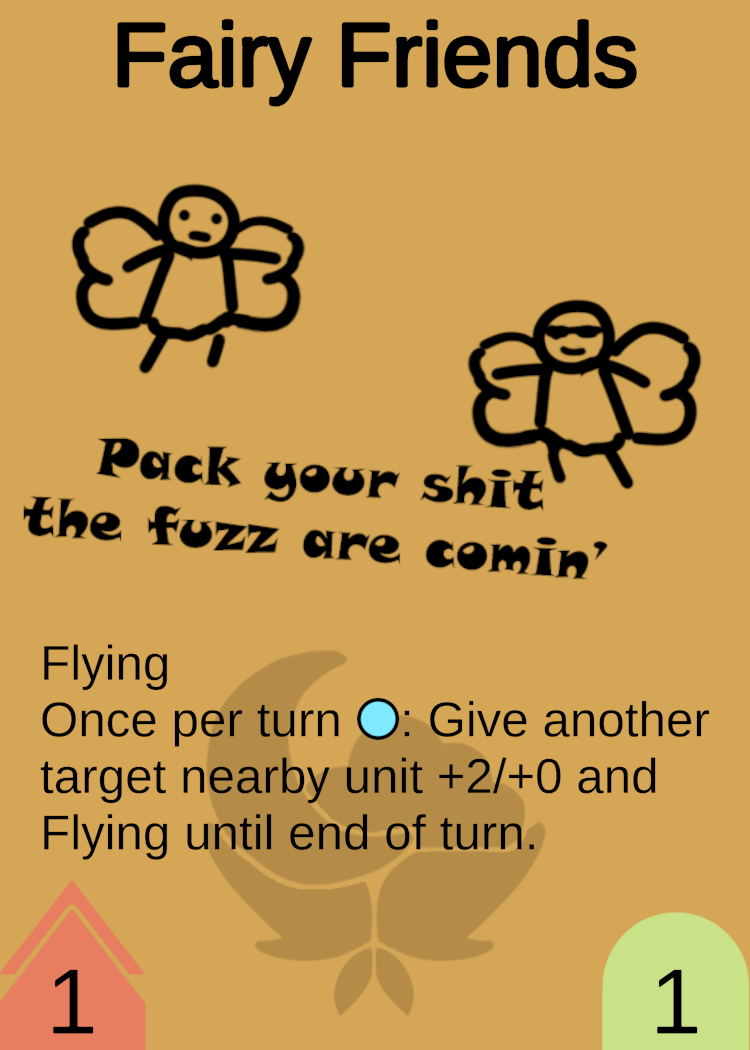 Fairy Friends
Pack your shit
the fuzz are comin'
Flying
Once per turn : Give another
target nearby unit +2/+0 and
Flying until end of turn.
1
1